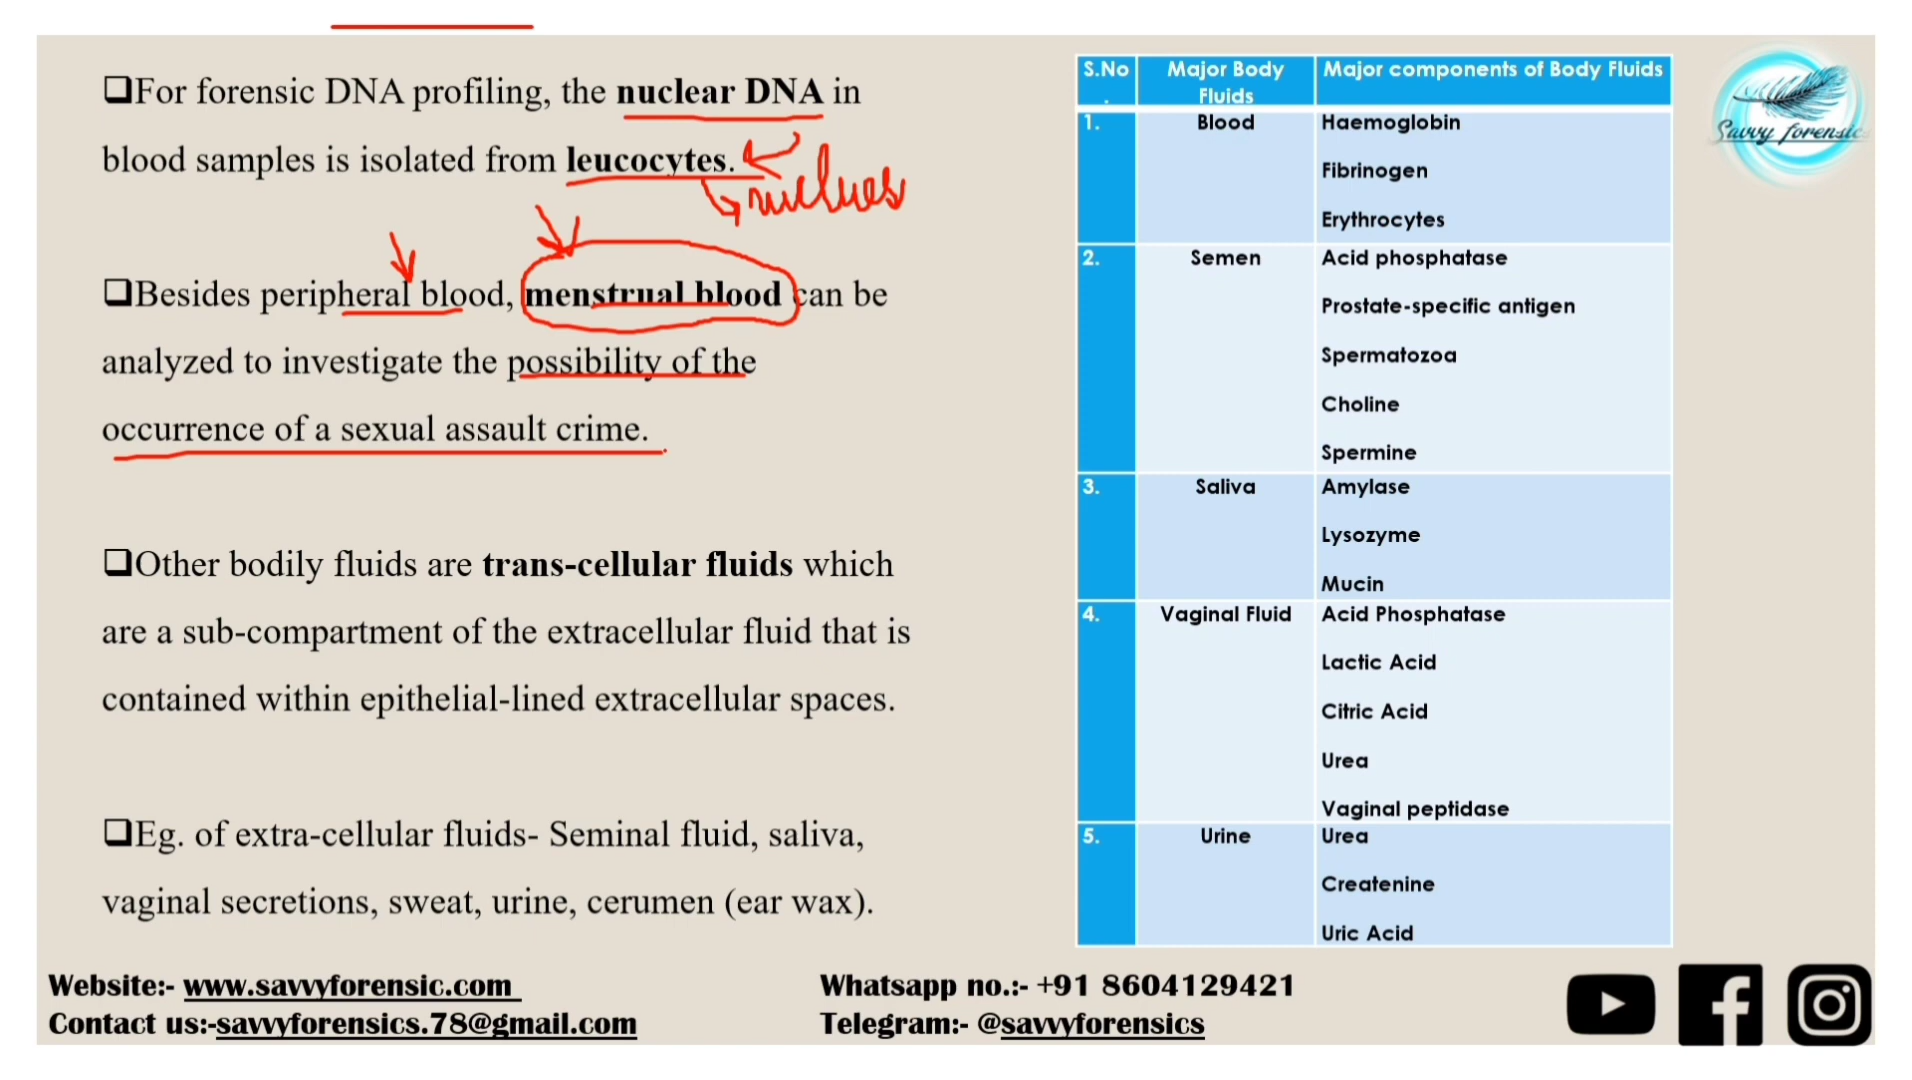 ❑For forensic DNA profiling, the nuclear DNA in
blood samples is isolated from leucocytes.
nucleus
❑Besides peripheral blood, menstrual blood can be
analyzed to investigate the possibility of the
occurrence of a sexual assault crime.
❑Other bodily fluids are trans-cellular fluids which
are a sub-compartment of the extracellular fluid that is
contained within epithelial-lined extracellular spaces.
❑Eg. of extra-cellular fluids- Seminal fluid, saliva,
vaginal secretions, sweat, urine, cerumen (ear wax).
S.No. Major Body Fluids Major components of Body Fluids
1. Blood Haemoglobin
Fibrinogen
Erythrocytes
2. Semen Acid phosphatase
Prostate-specific antigen
Spermatozoa
Choline
Spermine
3. Saliva Amylase
Lysozyme
Mucin
4. Vaginal Fluid Acid Phosphatase
Lactic Acid
Citric Acid
Urea
Vaginal peptidase
5. Urine Urea
Createnine
Uric Acid
Savvy forensics
Website:- www.savvyforensic.com
Contact us:-savvyforensics.78@gmail.com
Whatsapp no.:- +91 8604129421
Telegram:- @savvyforensics